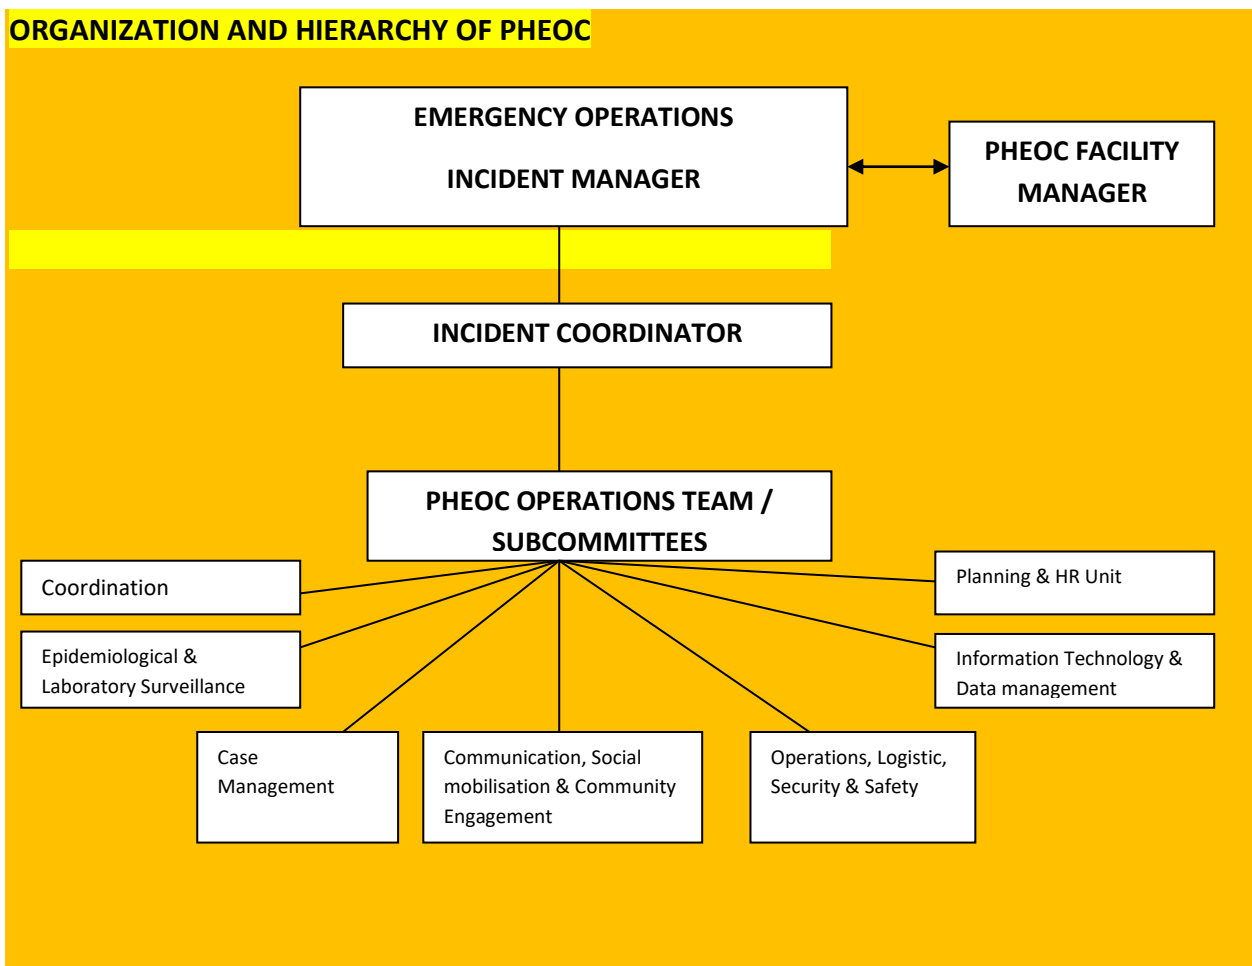 ORGANIZATION AND HIERARCHY OF PHEOC
EMERGENCY OPERATIONS
INCIDENT MANAGER
PHEOC FACILITY
MANAGER
INCIDENT COORDINATOR
PHEOC OPERATIONS TEAM /
SUBCOMMITTEES
Coordination
Planning & HR Unit
Epidemiological &
Laboratory Surveillance
Information Technology &
Data management
Case
Management
Communication, Social
mobilisation & Community
Engagement
Operations, Logistic,
Security & Safety